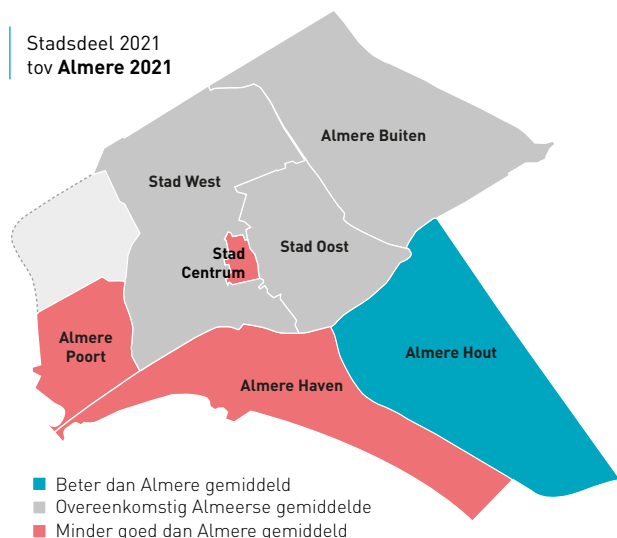 Stadsdeel 2021
tov Almere 2021
Almere Buiten
Stad West
Stad Oost
Stad
Centrum
Almere
Poort
Almere Hout
Almere Haven
Beter dan Almere gemiddeld
Overeenkomstig Almeerse gemiddelde
Minder goed dan Almere gemiddeld